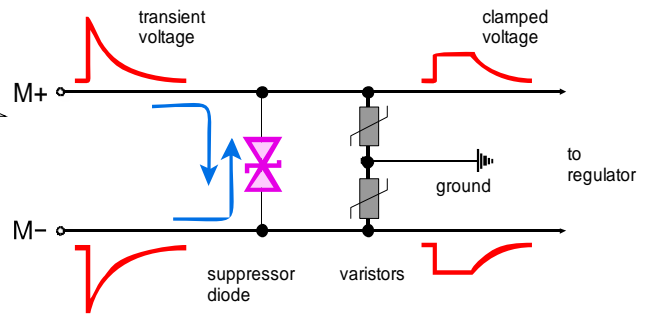 transient
voltage
clamped
voltage
M+
to
regulator
ground
M−
suppressor
diode
varistors